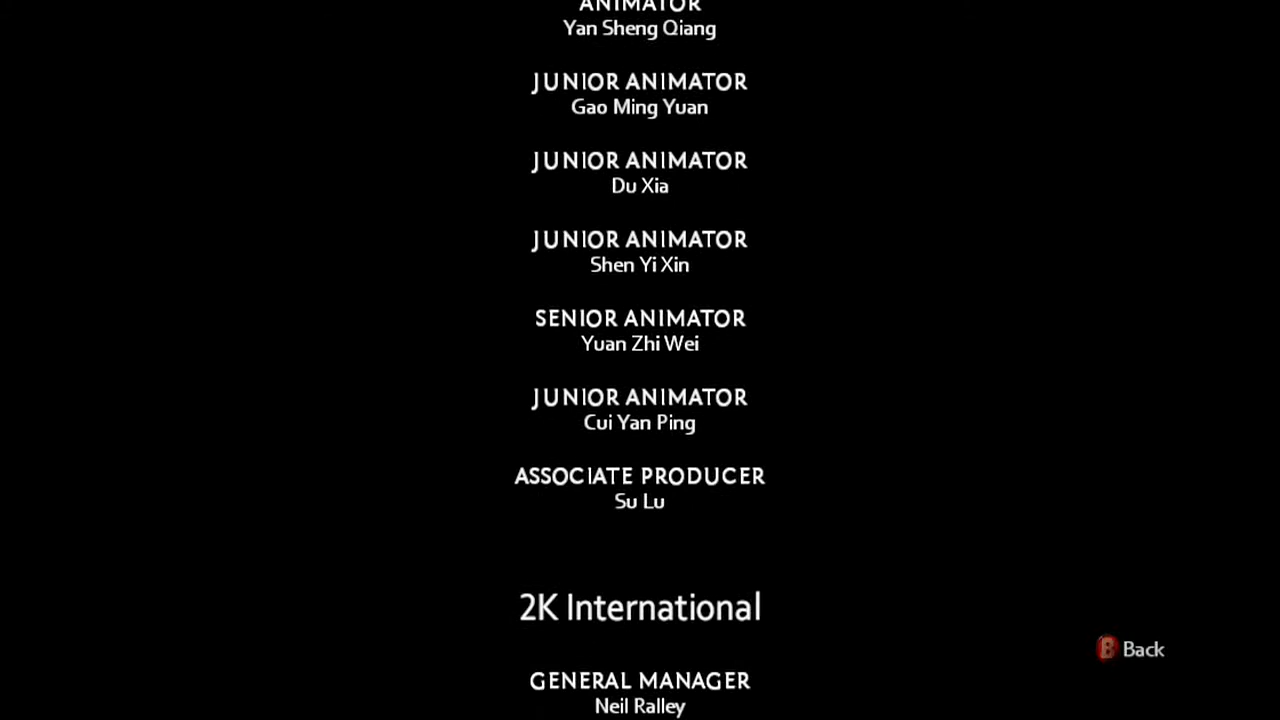 ANIMATOR
Yan Sheng Qiang
JUNIOR ANIMATOR
Gao Ming Yuan
JUNIOR ANIMATOR
Du Xia
JUNIOR ANIMATOR
Shen Yi Xin
SENIOR ANIMATOR
Yuan Zhi Wei
JUNIOR ANIMATOR
Cui Yan Ping
ASSOCIATE PRODUCER
Su Lu
2K International
B Back
GENERAL MANAGER
Neil Ralley